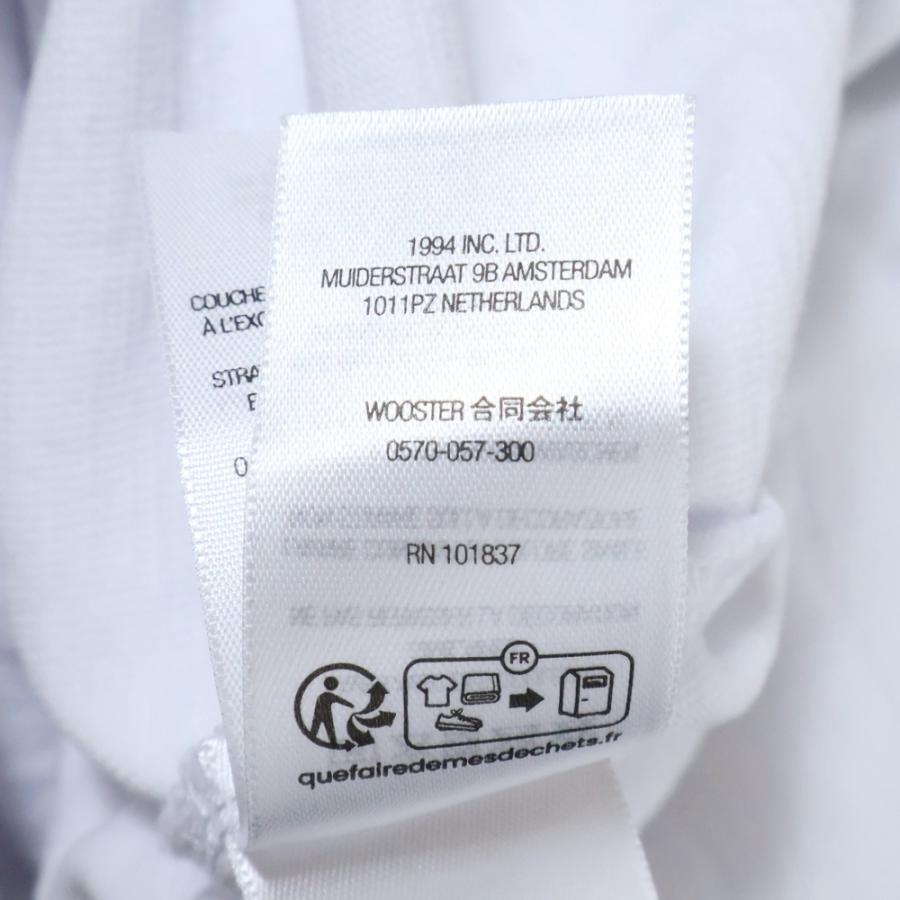 1994 INC. LTD.
MUIDERSTRAAT 9B AMSTERDAM
1011PZ NETHERLANDS
WOOSTER 合同会社
0570-057-300
RN 101837
FR
quefairedemesdechets.fr
COUCHE
À L'EXC
STRA